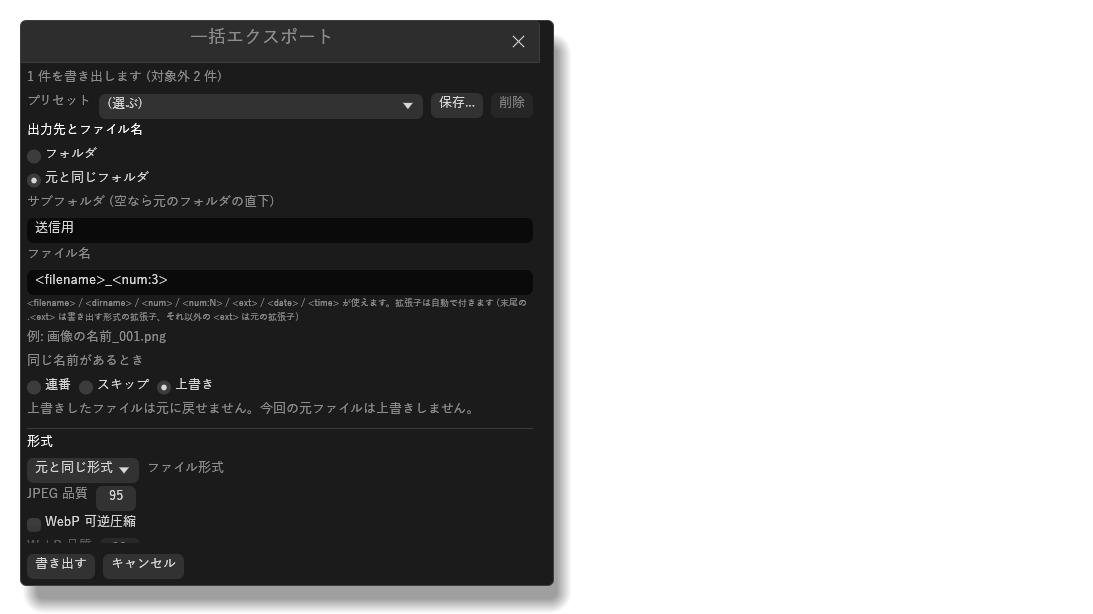 一括エクスポート
1 件を書き出します (対象外 2 件)
プリセット (選ぶ) 保存... 削除
出力先とファイル名
フォルダ
元と同じフォルダ
サブフォルダ (空なら元のフォルダの直下)
送信用
ファイル名
<filename>_<num:3>
<filename> / <dirname> / <num> / <num:N> / <ext> / <date> / <time> が使えます。拡張子は自動で付きます (末尾の
.<ext> は書き出す形式の拡張子、それ以外の <ext> は元の拡張子)
例: 画像の名前_001.png
同じ名前があるとき
連番 スキップ 上書き
上書きしたファイルは元に戻せません。今回の元ファイルは上書きしません。
形式
元と同じ形式 ファイル形式
JPEG 品質 95
WebP 可逆圧縮
WebP 品質
書き出す キャンセル